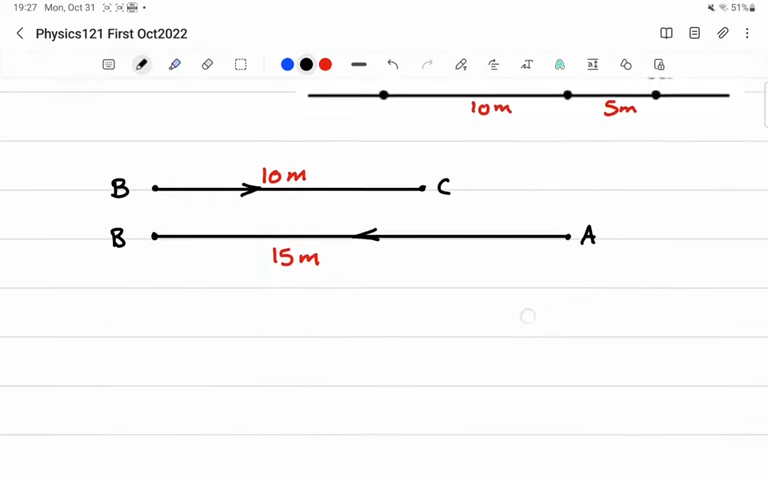 19:27 Mon, Oct 31
51%
Physics121 First Oct2022
10m 5m
10m
B C
B A
15m